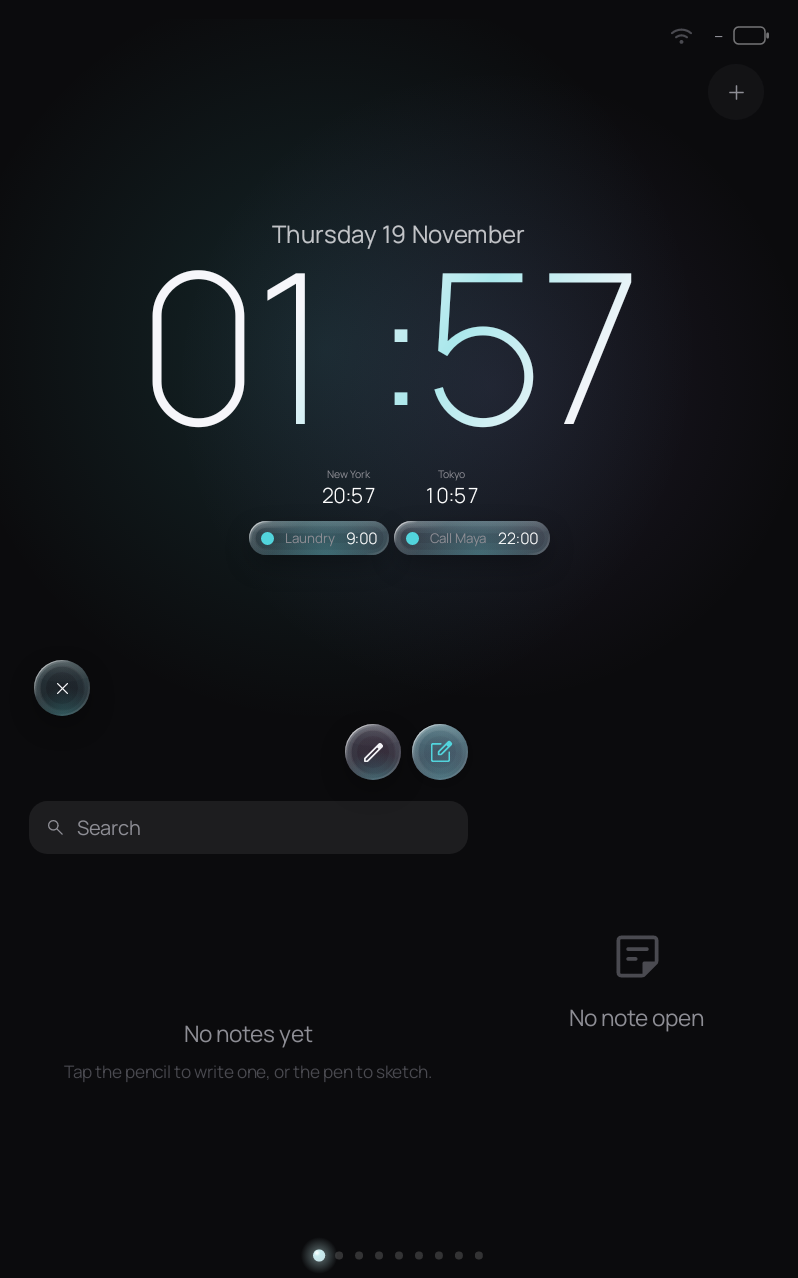 –
Thursday 19 November
01 :57
New York
Tokyo
20:57
10:57
Laundry 9:00
Call Maya 22:00
Search
No note open
No notes yet
Tap the pencil to write one, or the pen to sketch.